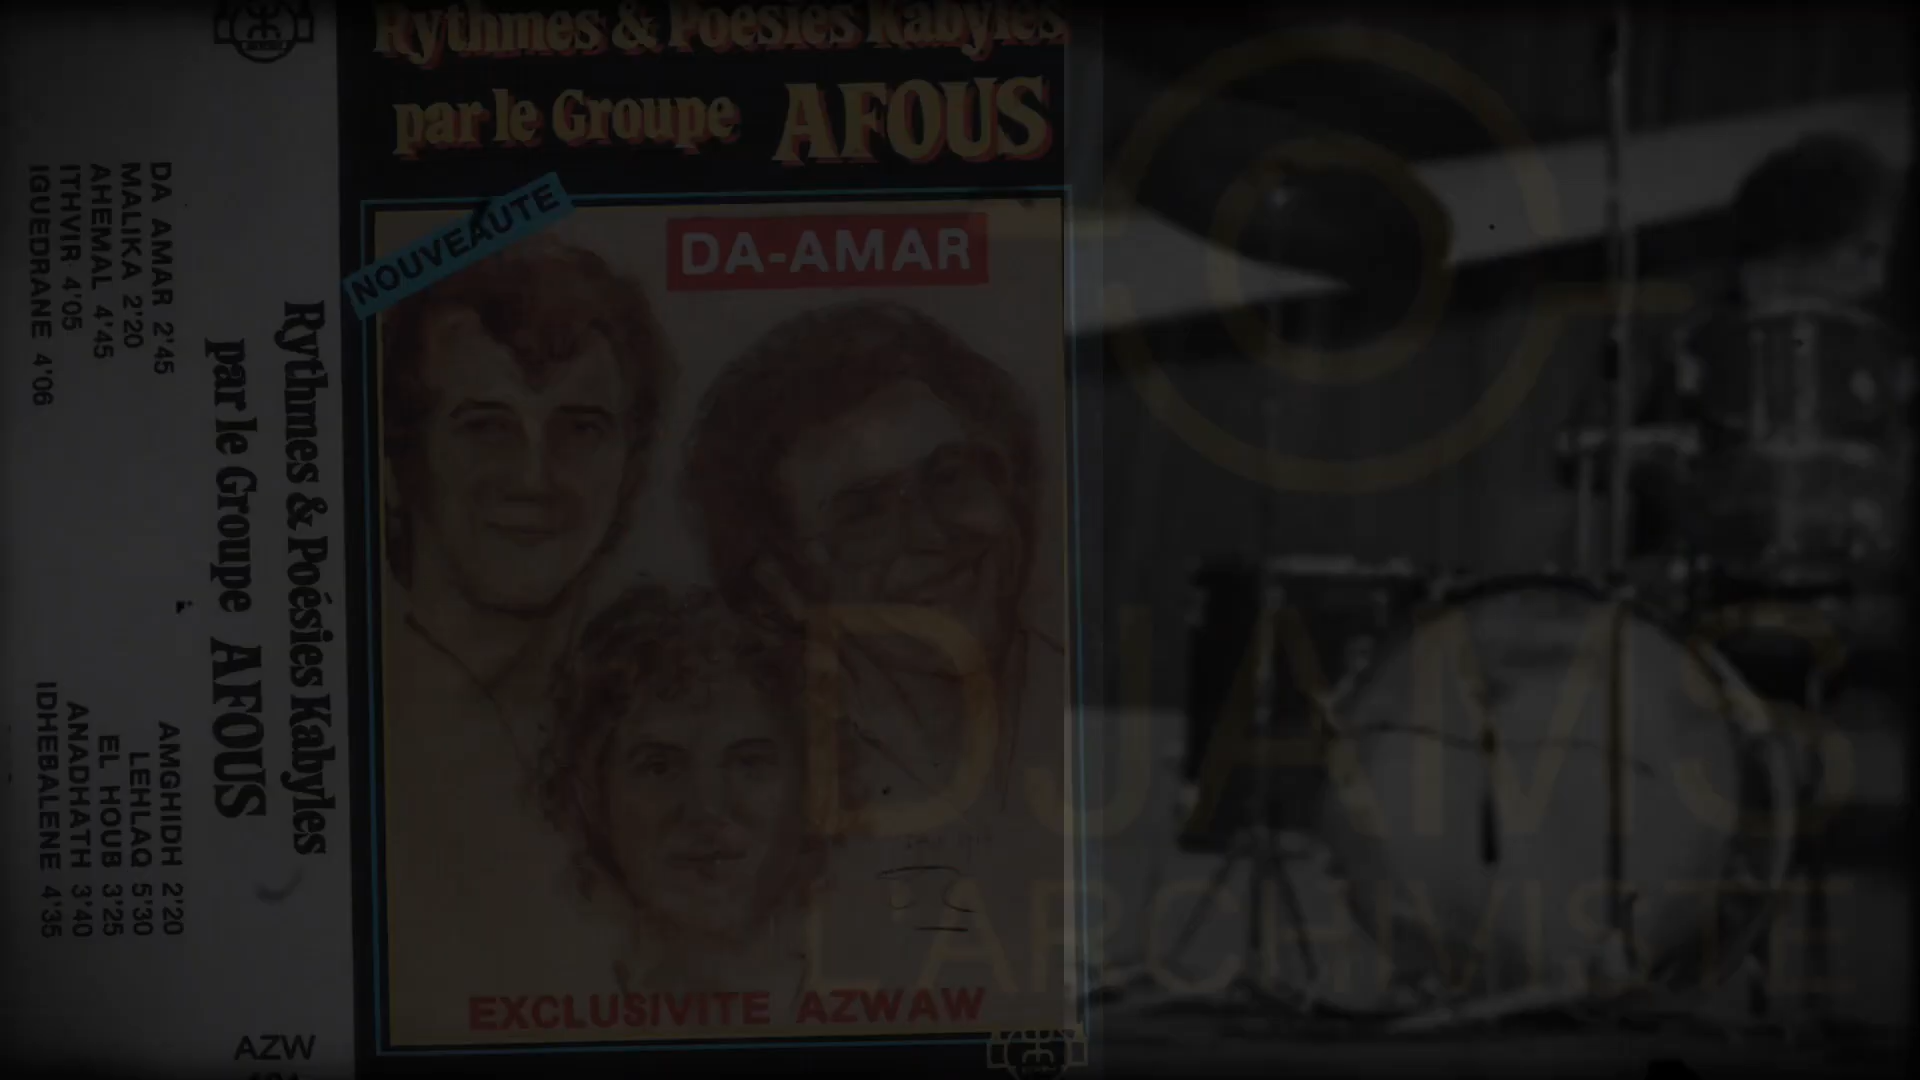 Rythmes & Poésies Kabyles
par le Groupe AFOUS
NOUVEAUTE
DA-AMAR
EXCLUSIVITE AZWAW
Rythmes & Poésies Kabyles
par le Groupe AFOUS
DA AMAR 2'45
MALIKA 2'20
AHEMAL 4'45
ITHVIR 4'05
IGUEDRANE 4'06
AMGHIDH 2'20
LEHLAQ 5'30
EL HOUB 3'25
ANADHATH 3'40
IDHEBALENE 4'35
AZW
DJAMS
L'ARCHIVISTE